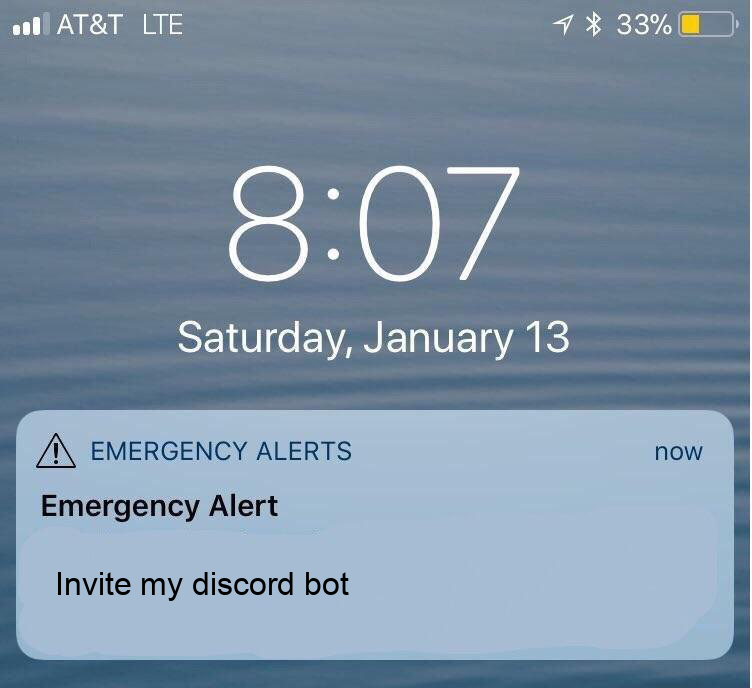 AT&T LTE 33%
8:07
Saturday, January 13
EMERGENCY ALERTS now
Emergency Alert
Invite my discord bot